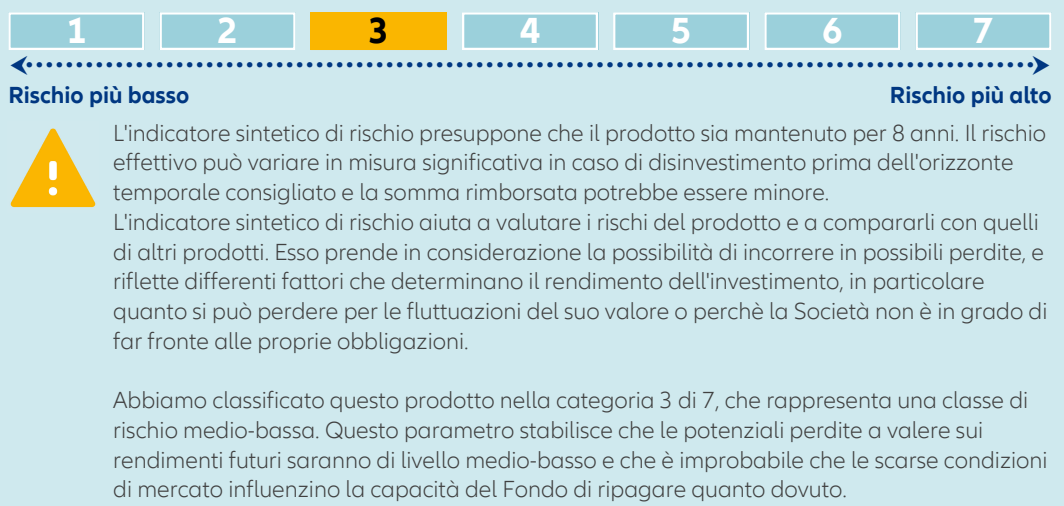 1 2 3 4 5 6 7
Rischio più basso Rischio più alto
L'indicatore sintetico di rischio presuppone che il prodotto sia mantenuto per 8 anni. Il rischio
effettivo può variare in misura significativa in caso di disinvestimento prima dell'orizzonte
temporale consigliato e la somma rimborsata potrebbe essere minore.
L'indicatore sintetico di rischio aiuta a valutare i rischi del prodotto e a compararli con quelli
di altri prodotti. Esso prende in considerazione la possibilità di incorrere in possibili perdite, e
riflette differenti fattori che determinano il rendimento dell'investimento, in particolare
quanto si può perdere per le fluttuazioni del suo valore o perchè la Società non è in grado di
far fronte alle proprie obbligazioni.
Abbiamo classificato questo prodotto nella categoria 3 di 7, che rappresenta una classe di
rischio medio-bassa. Questo parametro stabilisce che le potenziali perdite a valere sui
rendimenti futuri saranno di livello medio-basso e che è improbabile che le scarse condizioni
di mercato influenzino la capacità del Fondo di ripagare quanto dovuto.